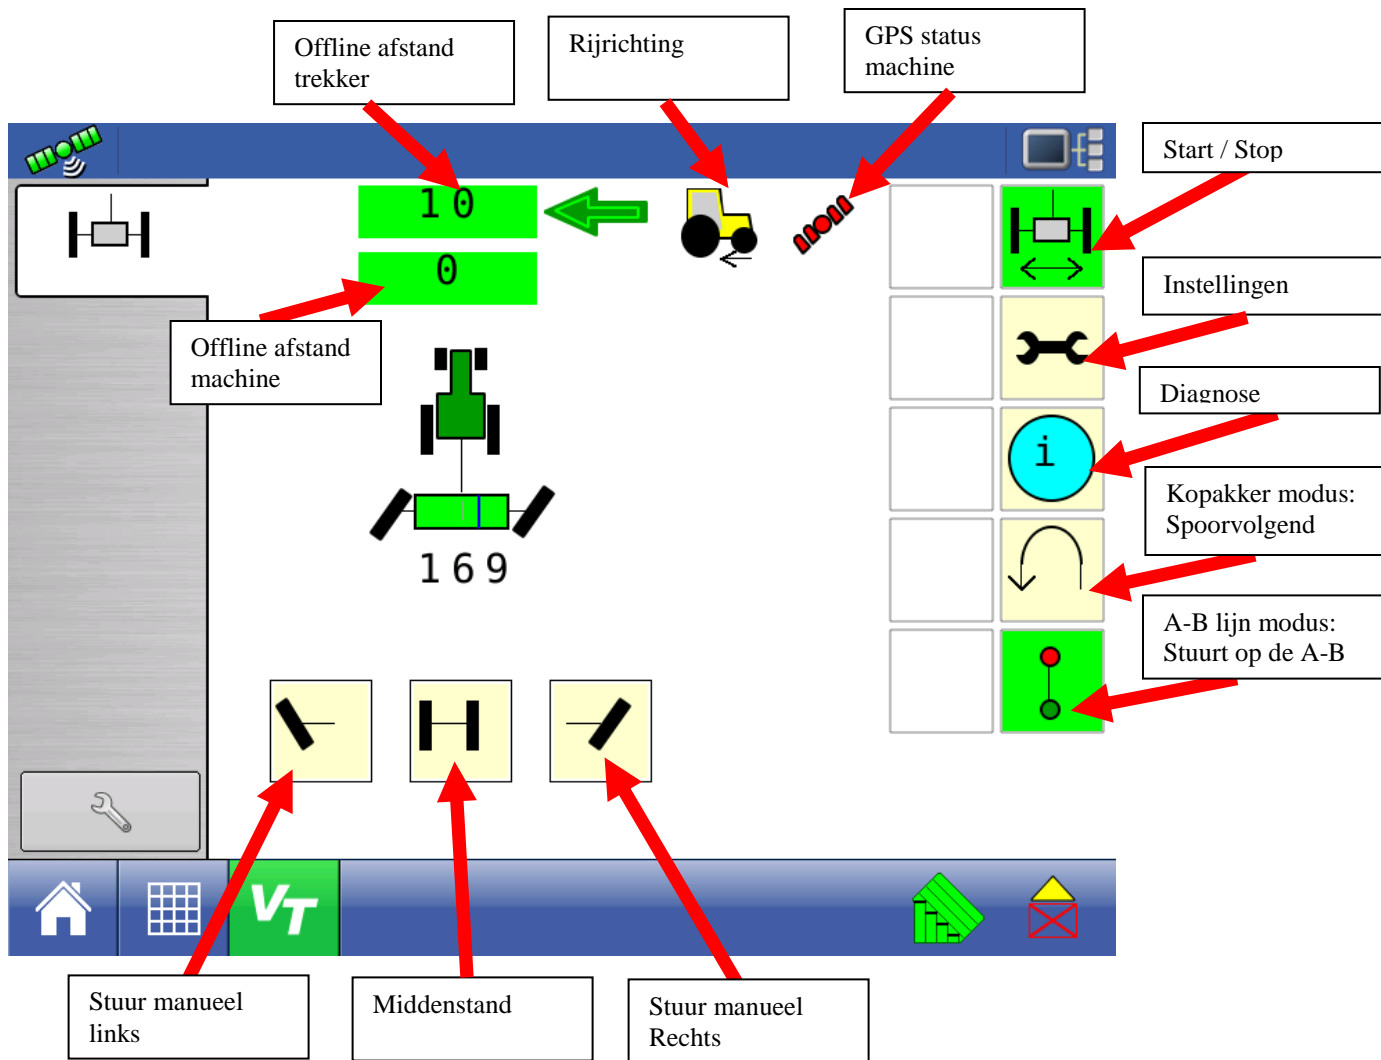 Offline afstand
trekker
Rijrichting
GPS status
machine
Start / Stop
10
0
Instellingen
Offline afstand
machine
Diagnose
i
Kopakker modus:
Spoorvolgend
169
A-B lijn modus:
Stuurt op de A-B
VT
Stuur manueel
links
Middenstand
Stuur manueel
Rechts